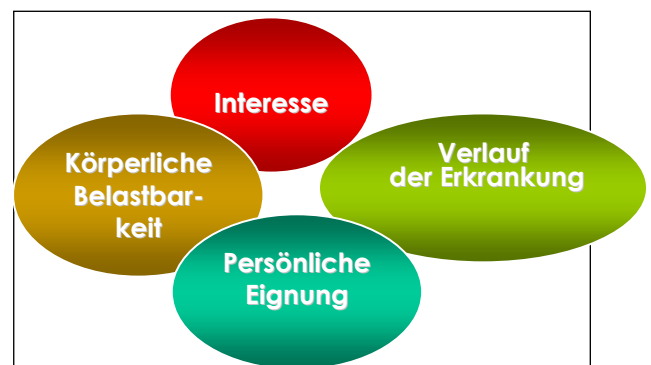 Interesse
Körperliche
Belastbar-
keit
Verlauf
der Erkrankung
Persönliche
Eignung